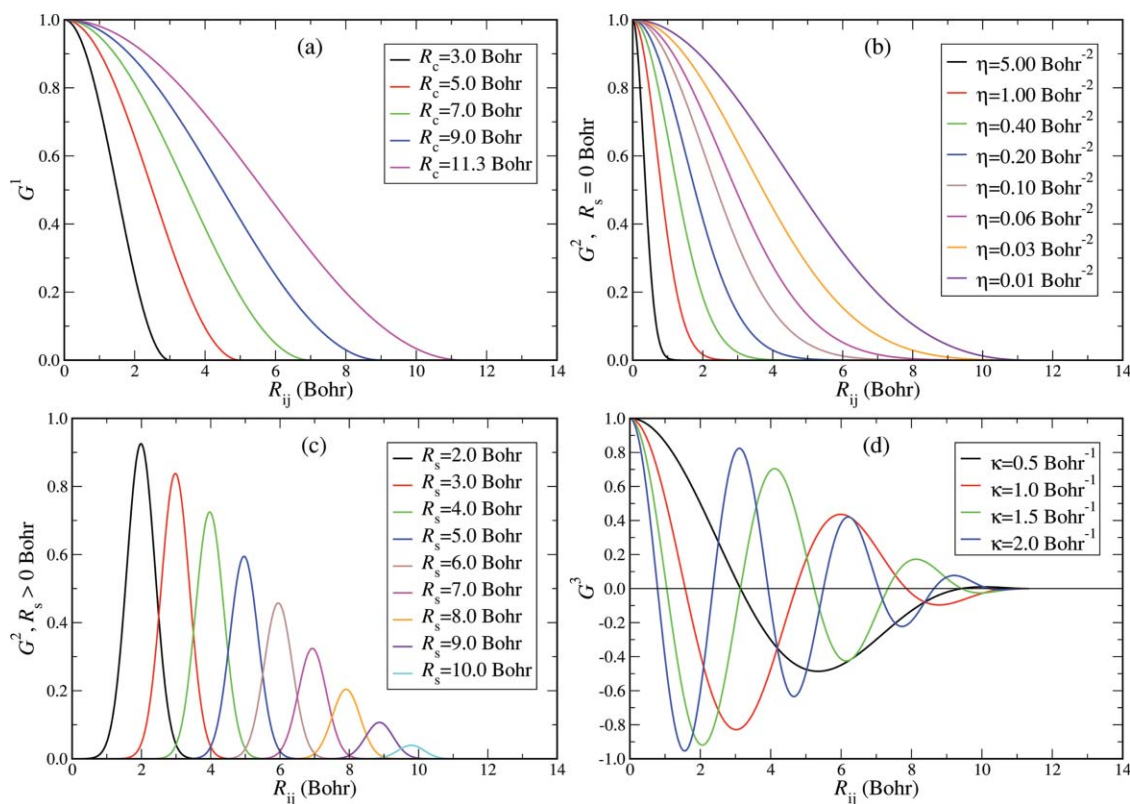 (a)
R_c=3.0 Bohr
R_c=5.0 Bohr
R_c=7.0 Bohr
R_c=9.0 Bohr
R_c=11.3 Bohr
1.0
0.8
0.6
0.4
0.2
0.0
G^1
0 2 4 6 8 10 12 14
R_ij (Bohr)
(b)
η=5.00 Bohr^-2
η=1.00 Bohr^-2
η=0.40 Bohr^-2
η=0.20 Bohr^-2
η=0.10 Bohr^-2
η=0.06 Bohr^-2
η=0.03 Bohr^-2
η=0.01 Bohr^-2
1.0
0.8
0.6
0.4
0.2
0.0
G^2, R_s = 0 Bohr
0 2 4 6 8 10 12 14
R_ij (Bohr)
(c)
R_s=2.0 Bohr
R_s=3.0 Bohr
R_s=4.0 Bohr
R_s=5.0 Bohr
R_s=6.0 Bohr
R_s=7.0 Bohr
R_s=8.0 Bohr
R_s=9.0 Bohr
R_s=10.0 Bohr
1.0
0.8
0.6
0.4
0.2
0.0
G^2, R_s > 0 Bohr
0 2 4 6 8 10 12 14
R_ij (Bohr)
(d)
κ=0.5 Bohr^-1
κ=1.0 Bohr^-1
κ=1.5 Bohr^-1
κ=2.0 Bohr^-1
1.0
0.8
0.6
0.4
0.2
0.0
-0.2
-0.4
-0.6
-0.8
-1.0
G^3
0 2 4 6 8 10 12 14
R_ij (Bohr)